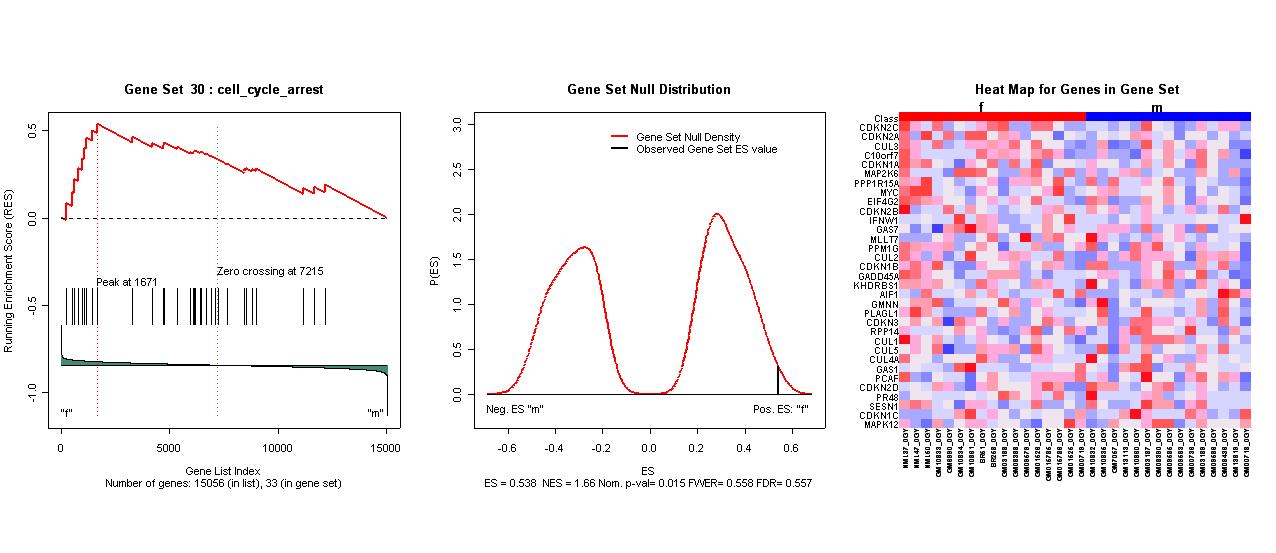 Gene Set 30 : cell_cycle_arrest
Running Enrichment Score (RES)
0.5
0.0
-0.5
-1.0
Peak at 1671
Zero crossing at 7215
"f"
"m"
0
5000
10000
15000
Gene List Index
Number of genes: 15056 (in list), 33 (in gene set)
Gene Set Null Distribution
P(ES)
3.0
2.5
2.0
1.5
1.0
0.5
0.0
Gene Set Null Density
Observed Gene Set ES value
Neg. ES "m"
Pos. ES: "f"
-0.6
-0.4
-0.2
0.0
0.2
0.4
0.6
ES
ES = 0.538 NES = 1.66 Nom. p-val= 0.015 FWER= 0.558 FDR= 0.557
Heat Map for Genes in Gene Set
f
m
Class
CDKN2C
CDKN2A
CUL3
C10orf7
CDKN1A
MAP2K6
PPP1R15A
MYC
EIF4G2
CDKN2B
IFNW1
GAS7
MLLT7
PPM1G
CUL2
CDKN1B
GADD45A
KHDRBS1
AIF1
GMNN
PLAGL1
CDKN3
RPP14
CUL1
CUL5
CUL4A
GAS1
PCAF
CDKN2D
PR48
SESN1
CDKN1C
MAPK12